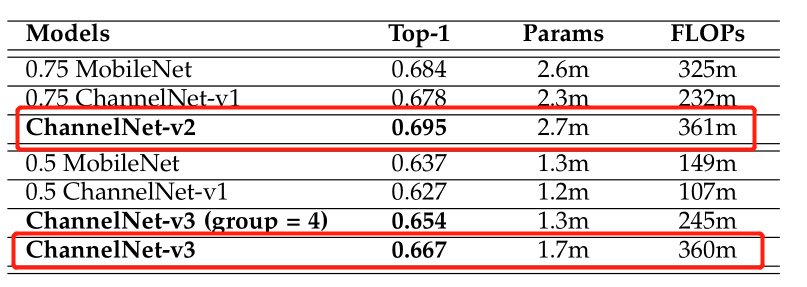 Models Top-1 Params FLOPs
0.75 MobileNet 0.684 2.6m 325m
0.75 ChannelNet-v1 0.678 2.3m 232m
ChannelNet-v2 0.695 2.7m 361m
0.5 MobileNet 0.637 1.3m 149m
0.5 ChannelNet-v1 0.627 1.2m 107m
ChannelNet-v3 (group = 4) 0.654 1.3m 245m
ChannelNet-v3 0.667 1.7m 360m